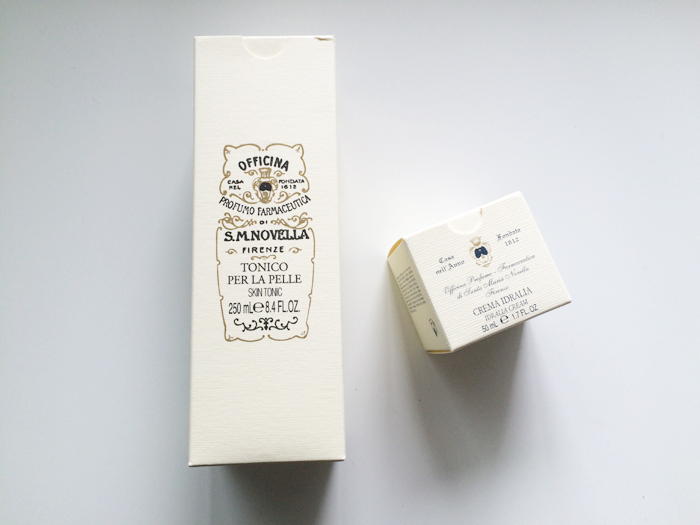 OFFICINA
CASA FONDATA
NEL 1612
PROFUMO FARMACEUTICA
DI
S.M.NOVELLA
FIRENZE
TONICO
PER LA PELLE
SKIN TONIC
250 mL e 8.4 FL.OZ.
Casa Fondata
nell'Anno 1612
Officina Profumo - Farmaceutica
di Santa Maria Novella
Firenze
CREMA IDRALIA
IDRALIA CREAM
50 mL e 1.7 FL.OZ.